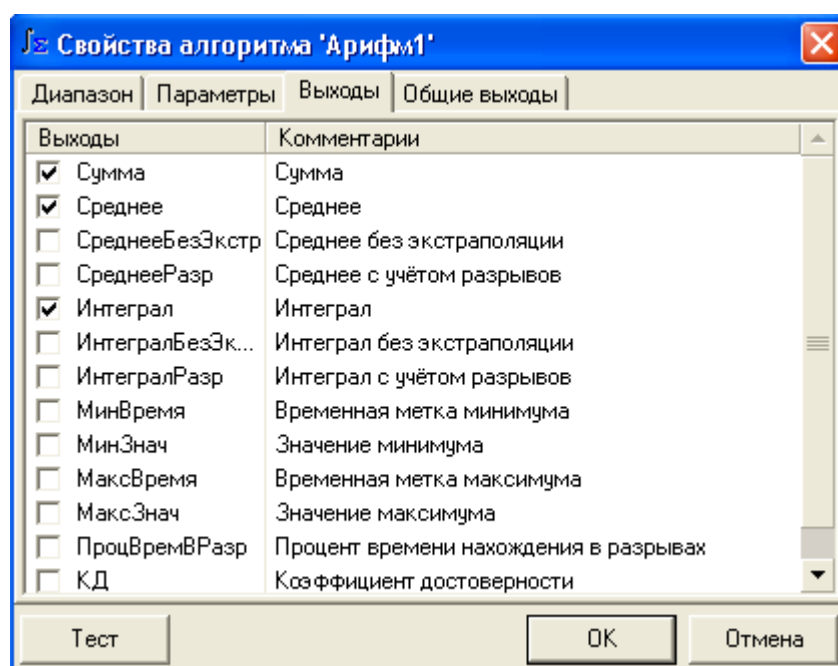 Свойства алгоритма 'Арифм1'
Диапазон Параметры Выходы Общие выходы
Выходы Комментарии
Сумма Сумма
Среднее Среднее
СреднееБезЭкстр Среднее без экстраполяции
СреднееРазр Среднее с учётом разрывов
Интеграл Интеграл
ИнтегралБезЭк... Интеграл без экстраполяции
ИнтегралРазр Интеграл с учётом разрывов
МинВремя Временная метка минимума
МинЗнач Значение минимума
МаксВремя Временная метка максимума
МаксЗнач Значение максимума
ПроцВремВРазр Процент времени нахождения в разрывах
КД Коэффициент достоверности
Тест OK Отмена